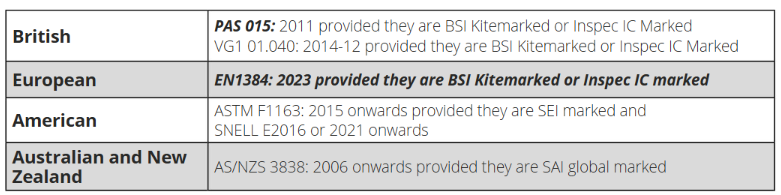 British
PAS 015: 2011 provided they are BSI Kitemarked or Inspec IC Marked
VG1 01.040: 2014-12 provided they are BSI Kitemarked or Inspec IC Marked
European
EN1384: 2023 provided they are BSI Kitemarked or Inspec IC marked
American
ASTM F1163: 2015 onwards provided they are SEI marked and
SNELL E2016 or 2021 onwards
Australian and New
Zealand
AS/NZS 3838: 2006 onwards provided they are SAI global marked